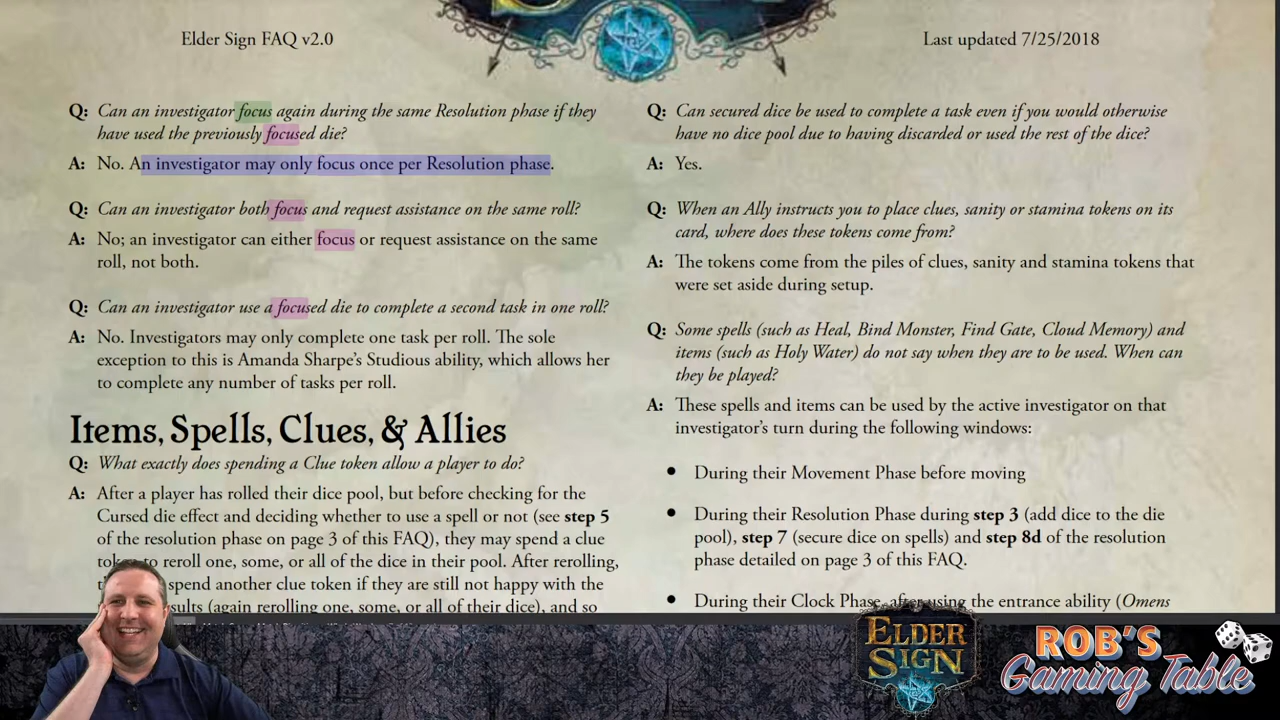 Elder Sign FAQ v2.0
Last updated 7/25/2018
Q: Can an investigator focus again during the same Resolution phase if they
have used the previously focused die?
A: No. An investigator may only focus once per Resolution phase.
Q: Can an investigator both focus and request assistance on the same roll?
A: No; an investigator can either focus or request assistance on the same
roll, not both.
Q: Can an investigator use a focused die to complete a second task in one roll?
A: No. Investigators may only complete one task per roll. The sole
exception to this is Amanda Sharpe's Studious ability, which allows her
to complete any number of tasks per roll.
Items, Spells, Clues, & Allies
Q: What exactly does spending a Clue token allow a player to do?
A: After a player has rolled their dice pool, but before checking for the
Cursed die effect and deciding whether to use a spell or not (see step 5
of the resolution phase on page 3 of this FAQ), they may spend a clue
token to reroll one, some, or all of the dice in their pool. After rerolling,
spend another clue token if they are still not happy with the
(again rerolling one, some, or all of their dice), and so
Q: Can secured dice be used to complete a task even if you would otherwise
have no dice pool due to having discarded or used the rest of the dice?
A: Yes.
Q: When an Ally instructs you to place clues, sanity or stamina tokens on its
card, where does these tokens come from?
A: The tokens come from the piles of clues, sanity and stamina tokens that
were set aside during setup.
Q: Some spells (such as Heal, Bind Monster, Find Gate, Cloud Memory) and
items (such as Holy Water) do not say when they are to be used. When can
they be played?
A: These spells and items can be used by the active investigator on that
investigator's turn during the following windows:
• During their Movement Phase before moving
• During their Resolution Phase during step 3 (add dice to the die
pool), step 7 (secure dice on spells) and step 8d of the resolution
phase detailed on page 3 of this FAQ.
• During their Clock Phase, after using the entrance ability (Omens
ELDER
SIGN
ROB'S
Gaming Table